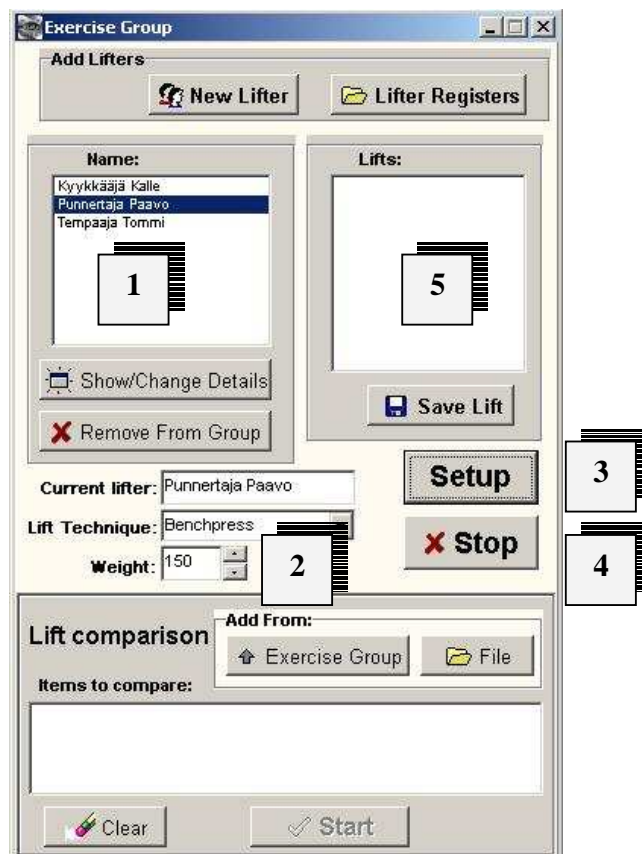 Exercise Group
Add Lifters
New Lifter
Lifter Registers
Name:
Kyykkääjä Kalle
Punnertaja Paavo
Tempaaja Tommi
1
Show/Change Details
Remove From Group
Lifts:
5
Save Lift
Current lifter: Punnertaja Paavo
Lift Technique: Benchpress
Weight: 150
2
Setup
3
Stop
4
Lift comparison
Add From:
Exercise Group
File
Items to compare:
Clear
Start